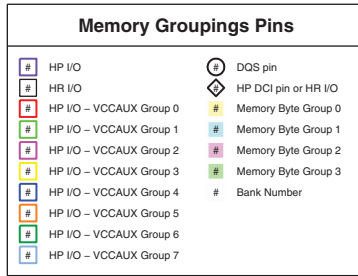 Memory Groupings Pins
# HP I/O
# HR I/O
# HP I/O – VCCAUX Group 0
# HP I/O – VCCAUX Group 1
# HP I/O – VCCAUX Group 2
# HP I/O – VCCAUX Group 3
# HP I/O – VCCAUX Group 4
# HP I/O – VCCAUX Group 5
# HP I/O – VCCAUX Group 6
# HP I/O – VCCAUX Group 7
# DQS pin
# HP DCI pin or HR I/O
# Memory Byte Group 0
# Memory Byte Group 1
# Memory Byte Group 2
# Memory Byte Group 3
# Bank Number